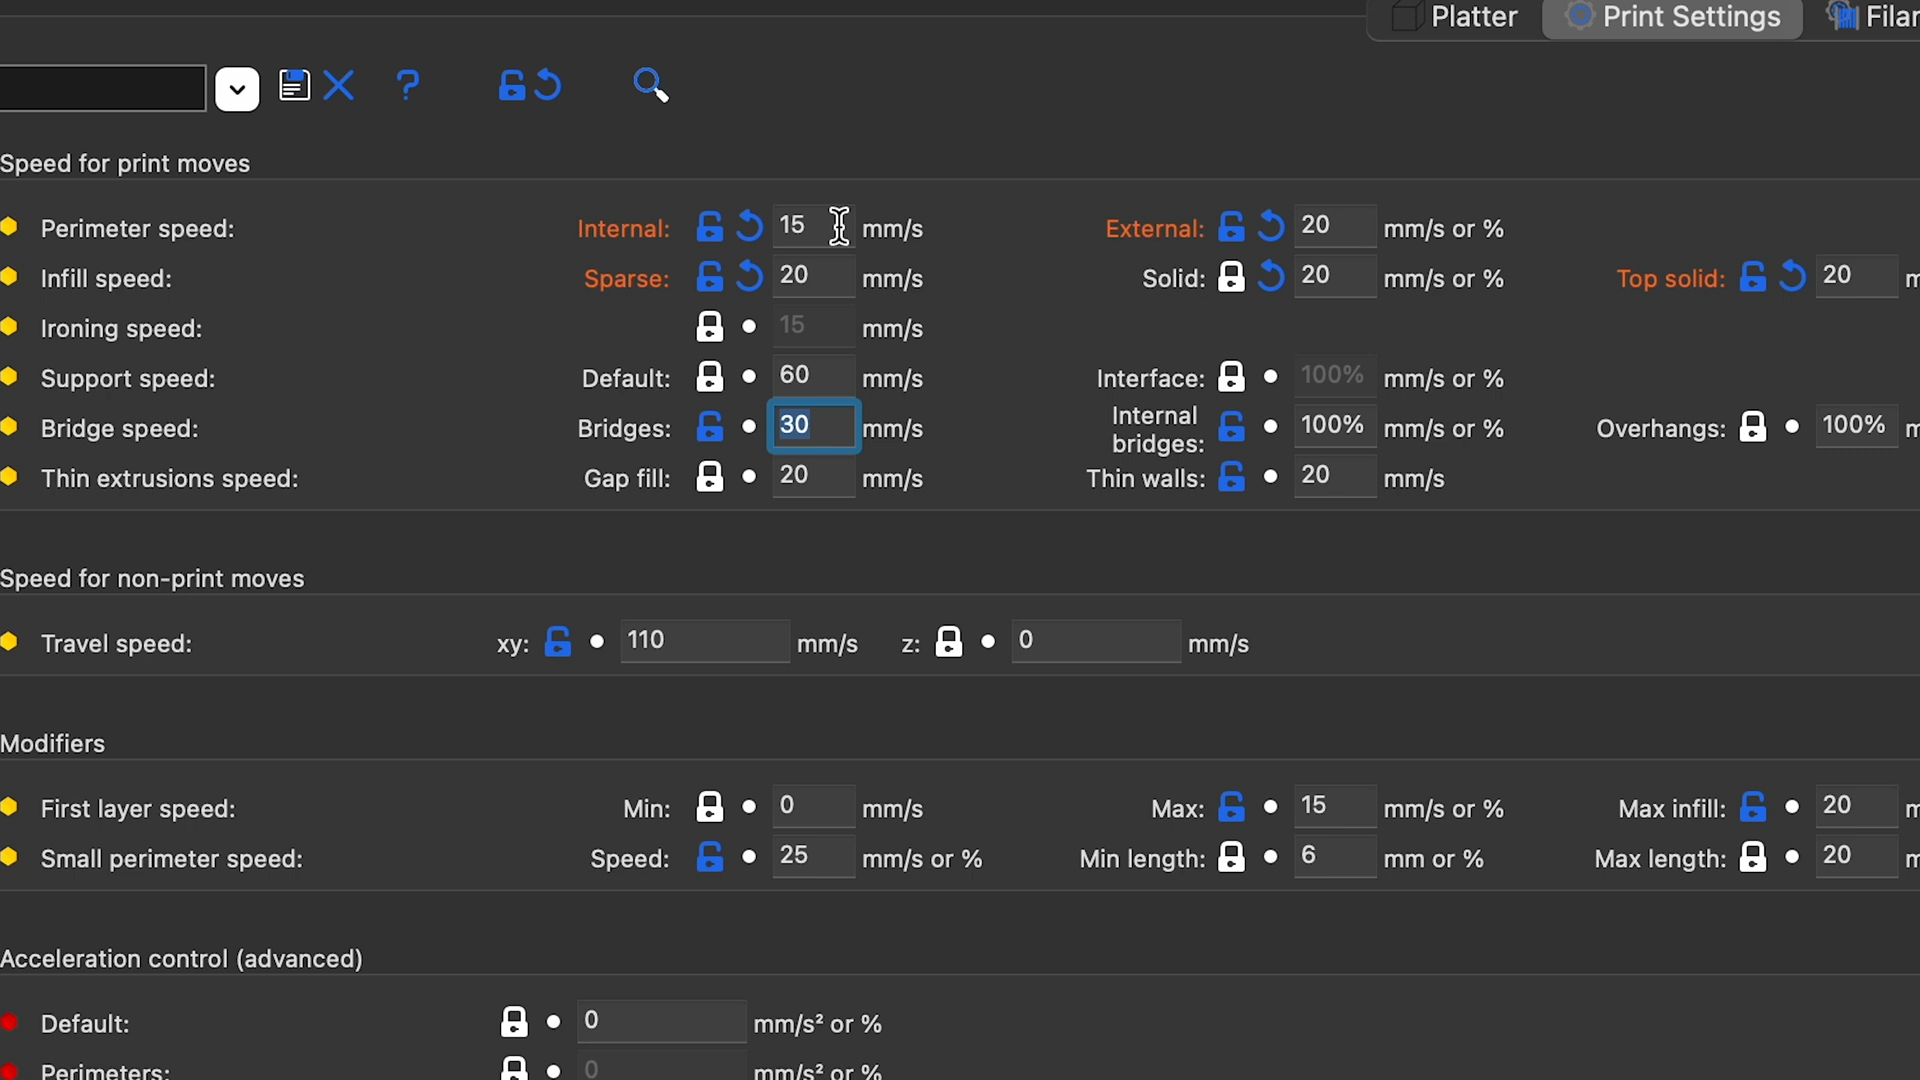 Platter Print Settings Filar
?
Speed for print moves
Perimeter speed: Internal: 15 mm/s External: 20 mm/s or %
Infill speed: Sparse: 20 mm/s Solid: 20 mm/s or % Top solid: 20 m
Ironing speed: 15 mm/s
Support speed: Default: 60 mm/s Interface: 100% mm/s or %
Bridge speed: Bridges: 30 mm/s Internal bridges: 100% mm/s or % Overhangs: 100% m
Thin extrusions speed: Gap fill: 20 mm/s Thin walls: 20 mm/s
Speed for non-print moves
Travel speed: xy: 110 mm/s z: 0 mm/s
Modifiers
First layer speed: Min: 0 mm/s Max: 15 mm/s or % Max infill: 20 m
Small perimeter speed: Speed: 25 mm/s or % Min length: 6 mm or % Max length: 20 m
Acceleration control (advanced)
Default: 0 mm/s² or %
Perimeters: 0 mm/s² or %